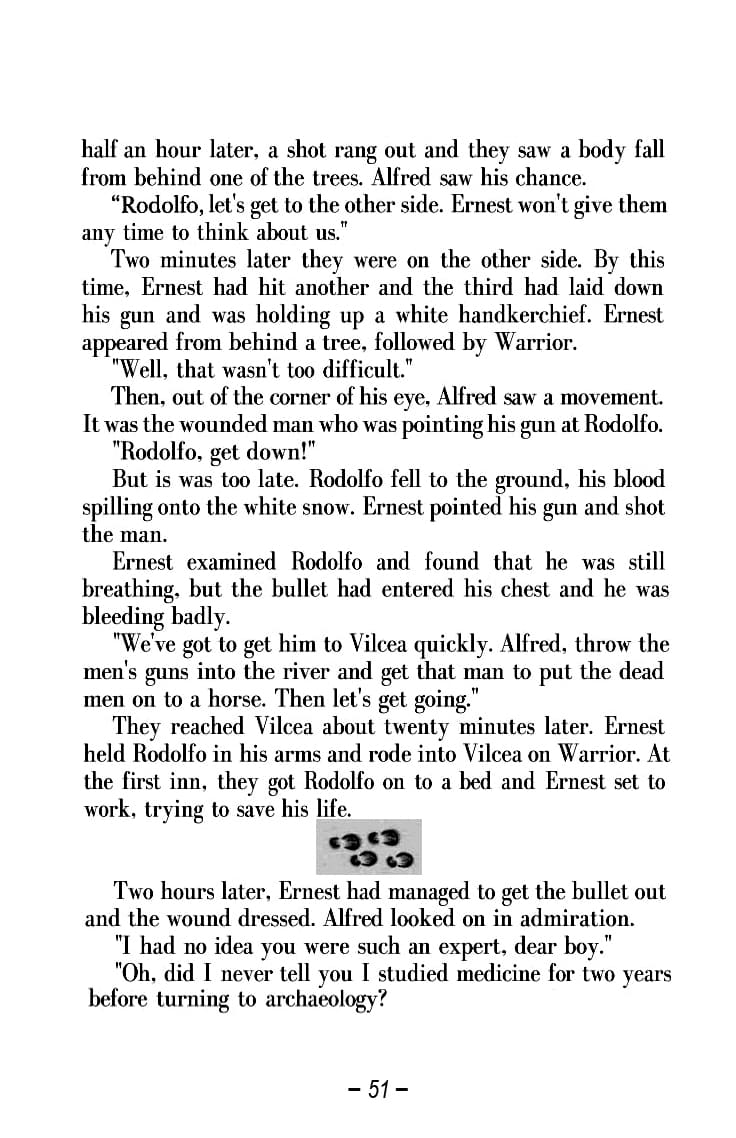 half an hour later, a shot rang out and they saw a body fall
from behind one of the trees. Alfred saw his chance.
“Rodolfo, let's get to the other side. Ernest won't give them
any time to think about us."
Two minutes later they were on the other side. By this
time, Ernest had hit another and the third had laid down
his gun and was holding up a white handkerchief. Ernest
appeared from behind a tree, followed by Warrior.
"Well, that wasn't too difficult."
Then, out of the corner of his eye, Alfred saw a movement.
It was the wounded man who was pointing his gun at Rodolfo.
"Rodolfo, get down!"
But is was too late. Rodolfo fell to the ground, his blood
spilling onto the white snow. Ernest pointed his gun and shot
the man.
Ernest examined Rodolfo and found that he was still
breathing, but the bullet had entered his chest and he was
bleeding badly.
"We've got to get him to Vilcea quickly. Alfred, throw the
men's guns into the river and get that man to put the dead
men on to a horse. Then let's get going."
They reached Vilcea about twenty minutes later. Ernest
held Rodolfo in his arms and rode into Vilcea on Warrior. At
the first inn, they got Rodolfo on to a bed and Ernest set to
work, trying to save his life.
Two hours later, Ernest had managed to get the bullet out
and the wound dressed. Alfred looked on in admiration.
"I had no idea you were such an expert, dear boy."
"Oh, did I never tell you I studied medicine for two years
before turning to archaeology?
– 51 –